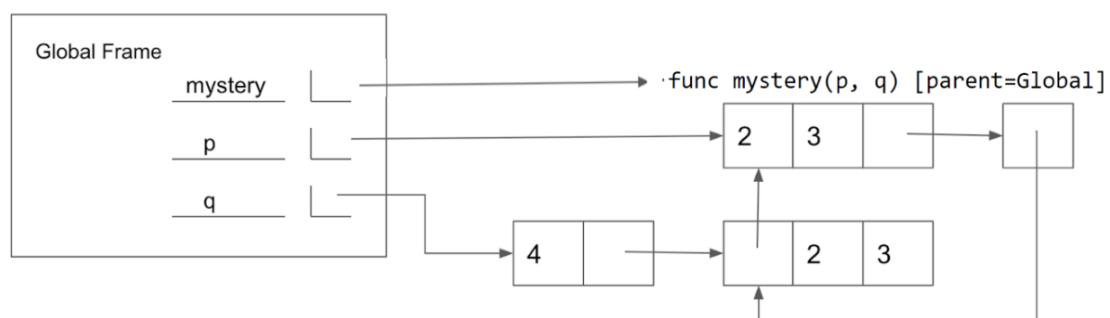 Global Frame
mystery
func mystery(p, q) [parent=Global]
p
2 3
q
4
2 3